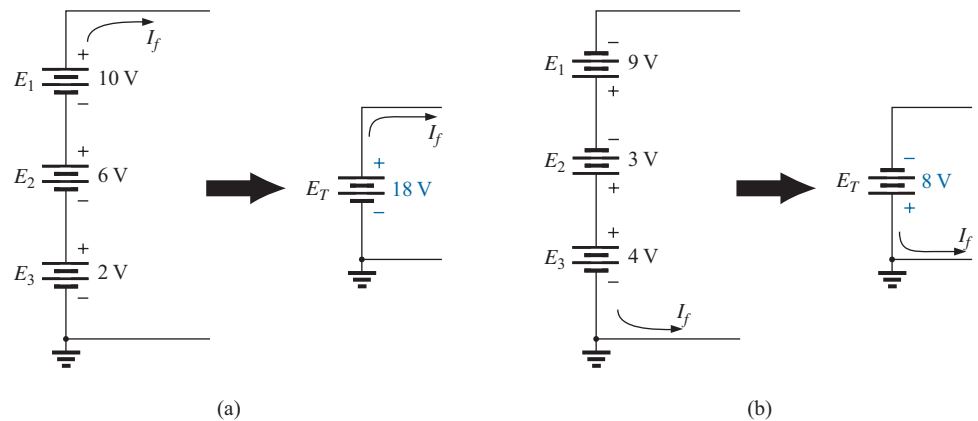 I_f
+
E_1 10 V
−
+
E_2 6 V
−
+
E_3 2 V
−
I_f
+
E_T 18 V
−
(a)
−
E_1 9 V
+
−
E_2 3 V
+
+
E_3 4 V
−
I_f
−
E_T 8 V
+
I_f
(b)